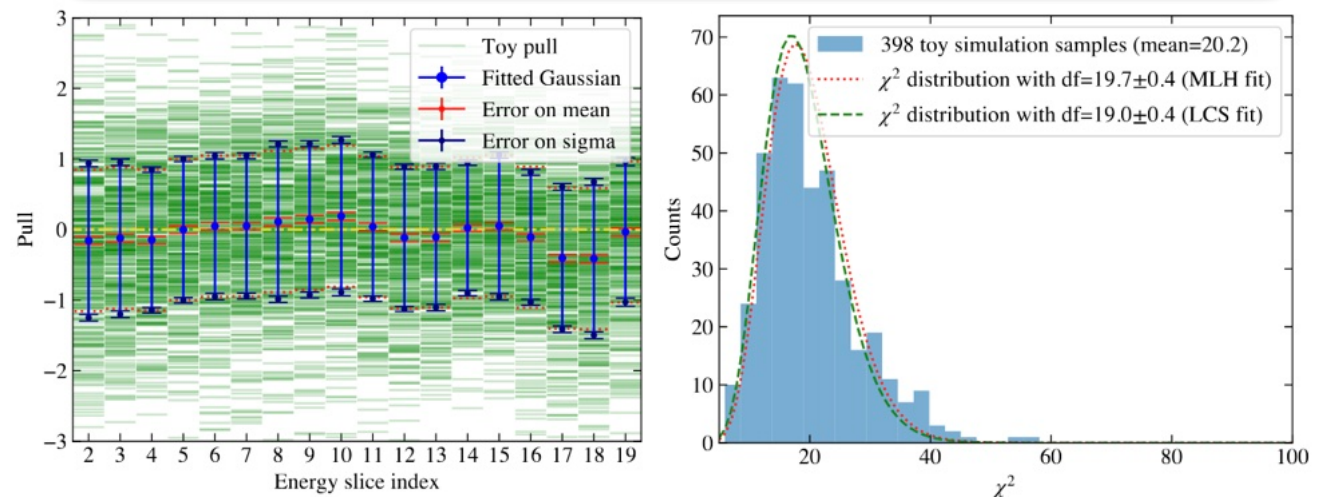 3
2
1
0
−1
−2
−3
Pull
Toy pull
Fitted Gaussian
Error on mean
Error on sigma
2 3 4 5 6 7 8 9 10 11 12 13 14 15 16 17 18 19
Energy slice index
70
60
50
40
30
20
10
0
Counts
398 toy simulation samples (mean=20.2)
χ² distribution with df=19.7±0.4 (MLH fit)
χ² distribution with df=19.0±0.4 (LCS fit)
20 40 60 80 100
χ²